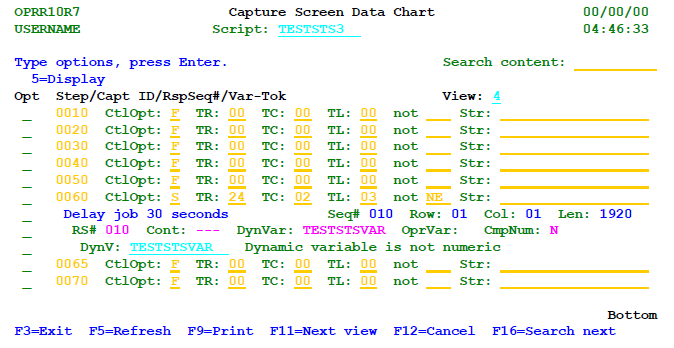 OPRR10R7 Capture Screen Data Chart 00/00/00
USERNAME Script: TESTSTS3 04:46:33
Type options, press Enter. Search content:
5=Display
Opt Step/Capt ID/RspSeq#/Var-Tok View: 4
_ 0010 CtlOpt: F TR: 00 TC: 00 TL: 00 not ___ Str:
_ 0020 CtlOpt: F TR: 00 TC: 00 TL: 00 not ___ Str:
_ 0030 CtlOpt: F TR: 00 TC: 00 TL: 00 not ___ Str:
_ 0040 CtlOpt: F TR: 00 TC: 00 TL: 00 not ___ Str:
_ 0050 CtlOpt: F TR: 00 TC: 00 TL: 00 not ___ Str:
_ 0060 CtlOpt: S TR: 24 TC: 02 TL: 03 not NE Str:
_ Delay job 30 seconds Seq# 010 Row: 01 Col: 01 Len: 1920
_ RS# 010 Cont: --- DynVar: TESTSTSVAR OprVar: CmpNum: N
_ DynV: TESTSTSVAR Dynamic variable is not numeric
_ 0065 CtlOpt: F TR: 00 TC: 00 TL: 00 not ___ Str:
_ 0070 CtlOpt: F TR: 00 TC: 00 TL: 00 not ___ Str:
Bottom
F3=Exit F5=Refresh F9=Print F11=Next view F12=Cancel F16=Search next